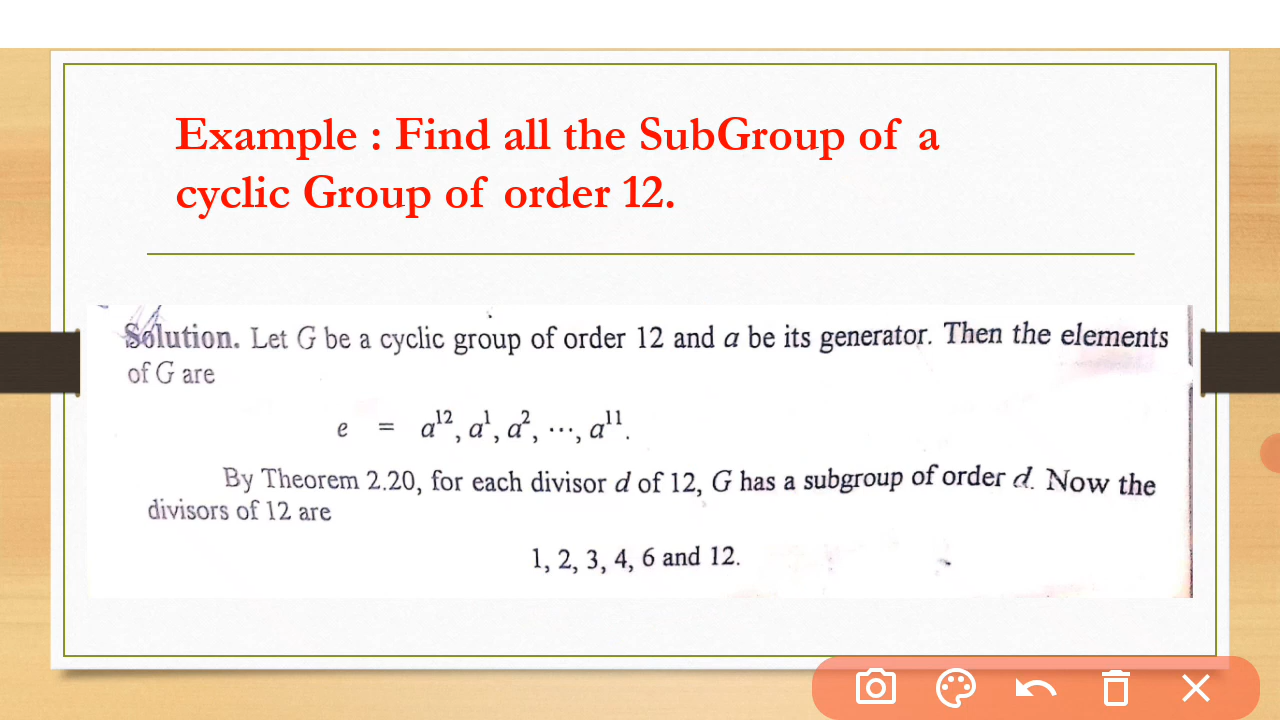 Example : Find all the SubGroup of a
cyclic Group of order 12.
Solution. Let G be a cyclic group of order 12 and a be its generator. Then the elements
of G are
e = a¹², a¹, a², ..., a¹¹.
By Theorem 2.20, for each divisor d of 12, G has a subgroup of order d. Now the
divisors of 12 are
1, 2, 3, 4, 6 and 12.